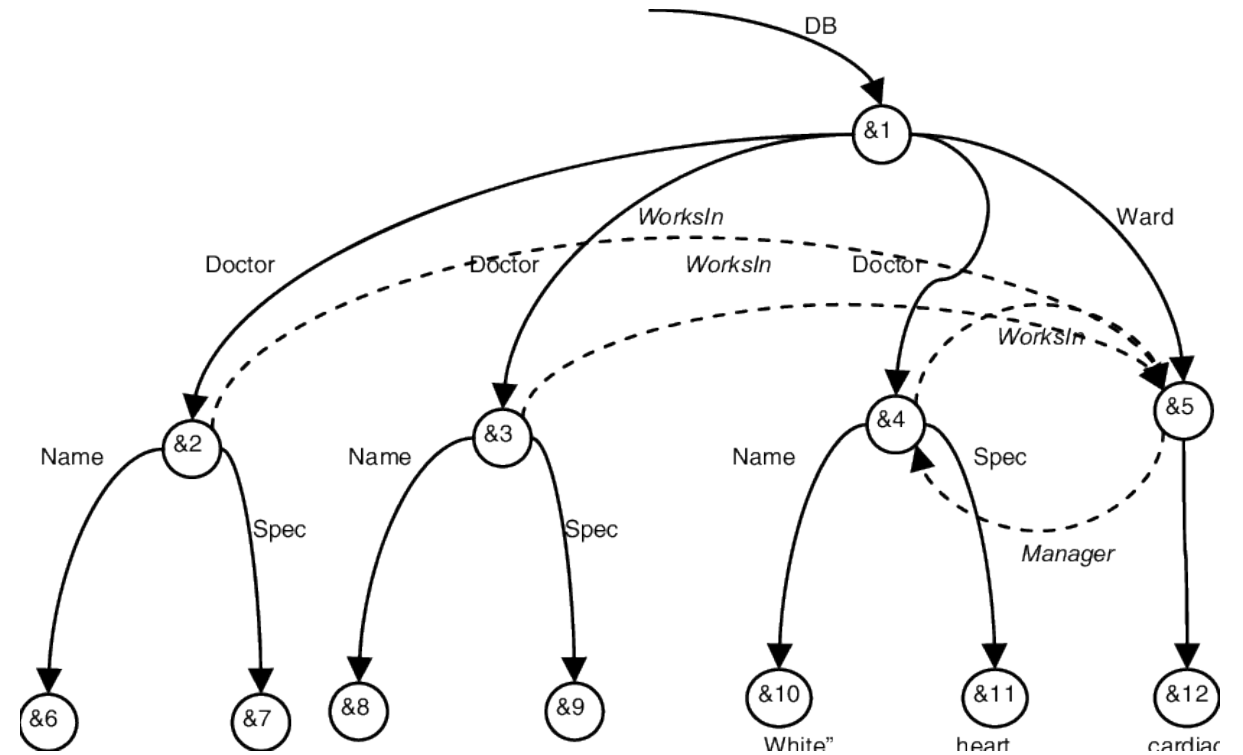 DB
&1
WorksIn
Ward
Doctor
Doctor
WorksIn
Doctor
WorksIn
&5
&4
&3
&2
Name
Name
Name
Spec
Spec
Spec
Manager
&10
&11
&12
&6
&7
&8
&9
White”
heart
cardiac